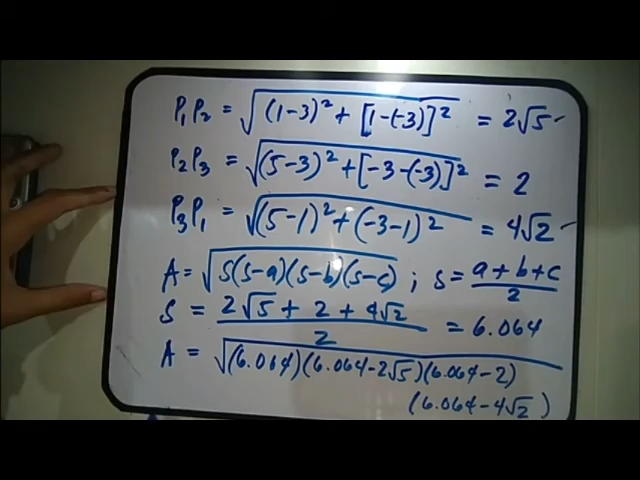 P₁P₂ = √(1-3)² + [1-(-3)]² = 2√5
P₂P₃ = √(5-3)² + [-3-(-3)]² = 2
P₃P₁ = √(5-1)² + (-3-1)² = 4√2
A = √S(S-a)(S-b)(S-c) ; S = a+b+c / 2
S = 2√5 + 2 + 4√2 / 2 = 6.064
A = √(6.064)(6.064-2√5)(6.064-2)
(6.064-4√2)